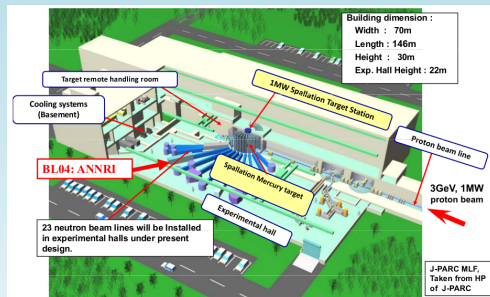 Building dimension :
Width : 70m
Length : 146m
Height : 30m
Exp. Hall Height : 22m
Target remote handling room
1MW Spallation Target Station
Cooling systems
(Basement)
Proton beam line
BL04: ANNRI
Spallation Mercury target
3GeV, 1MW
proton beam
Experimental hall
23 neutron beam lines will be Installed
in experimental halls under present
design.
J-PARC MLF,
Taken from HP
of J-PARC